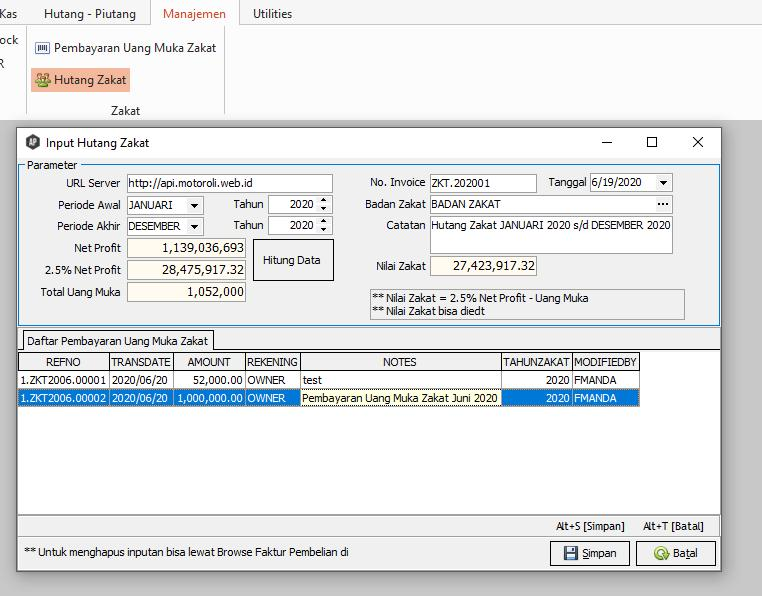 Kas Hutang - Piutang Manajemen Utilities
ock Pembayaran Uang Muka Zakat
R Hutang Zakat
Zakat
AP Input Hutang Zakat
Parameter
URL Server http://api.motoroli.web.id No. Invoice ZKT.202001 Tanggal 6/19/2020
Periode Awal JANUARI Tahun 2020 Badan Zakat BADAN ZAKAT ...
Periode Akhir DESEMBER Tahun 2020 Catatan Hutang Zakat JANUARI 2020 s/d DESEMBER 2020
Net Profit 1,139,036,693 Hitung Data
2.5% Net Profit 28,475,917.32 Nilai Zakat 27,423,917.32
Total Uang Muka 1,052,000
** Nilai Zakat = 2.5% Net Profit - Uang Muka
** Nilai Zakat bisa diedt
Daftar Pembayaran Uang Muka Zakat
REFNO TRANSDATE AMOUNT REKENING NOTES TAHUNZAKAT MODIFIEDBY
1.ZKT2006.00001 2020/06/20 52,000.00 OWNER test 2020 FMANDA
1.ZKT2006.00002 2020/06/20 1,000,000.00 OWNER Pembayaran Uang Muka Zakat Juni 2020 2020 FMANDA
Alt+S [Simpan] Alt+T [Batal]
** Untuk menghapus inputan bisa lewat Browse Faktur Pembelian di Simpan Batal